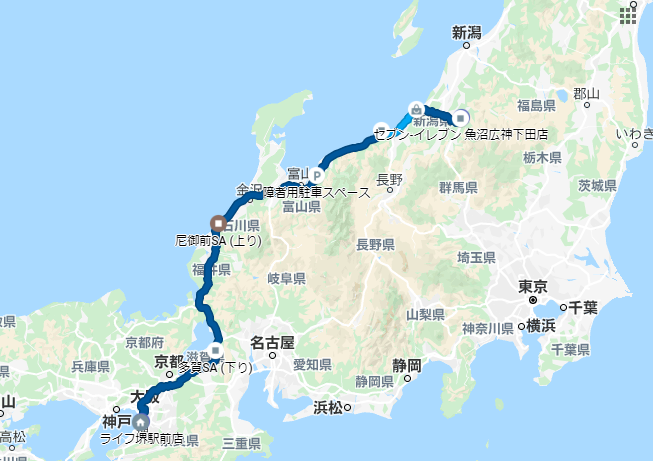 新潟
郡山
福島県
新潟県
セブン-イレブン 魚沼広神下田店
いわき
栃木県
富山
P
長野
金沢
障害者用駐車スペース
富山県
群馬県
茨城県
石川県
尼御前SA (上り)
長野県
埼玉県
福井県
岐阜県
東京
山梨県
千葉
京都府
名古屋
神奈川県
横浜
滋賀
兵庫県
京都
多賀SA (下り)
愛知県
静岡
千葉県
静岡県
大阪
神戸
浜松
山
ライフ堺駅前店
高松
三重県